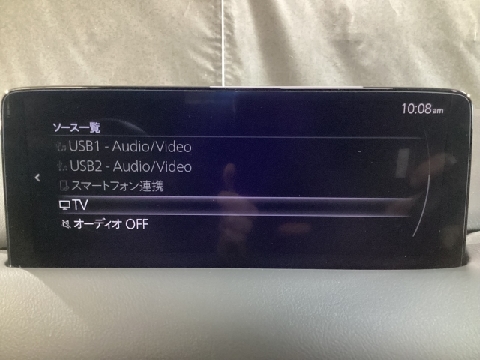 10:08am
ソース一覧
USB1 - Audio/Video
USB2 - Audio/Video
スマートフォン連携
TV
オーディオ OFF